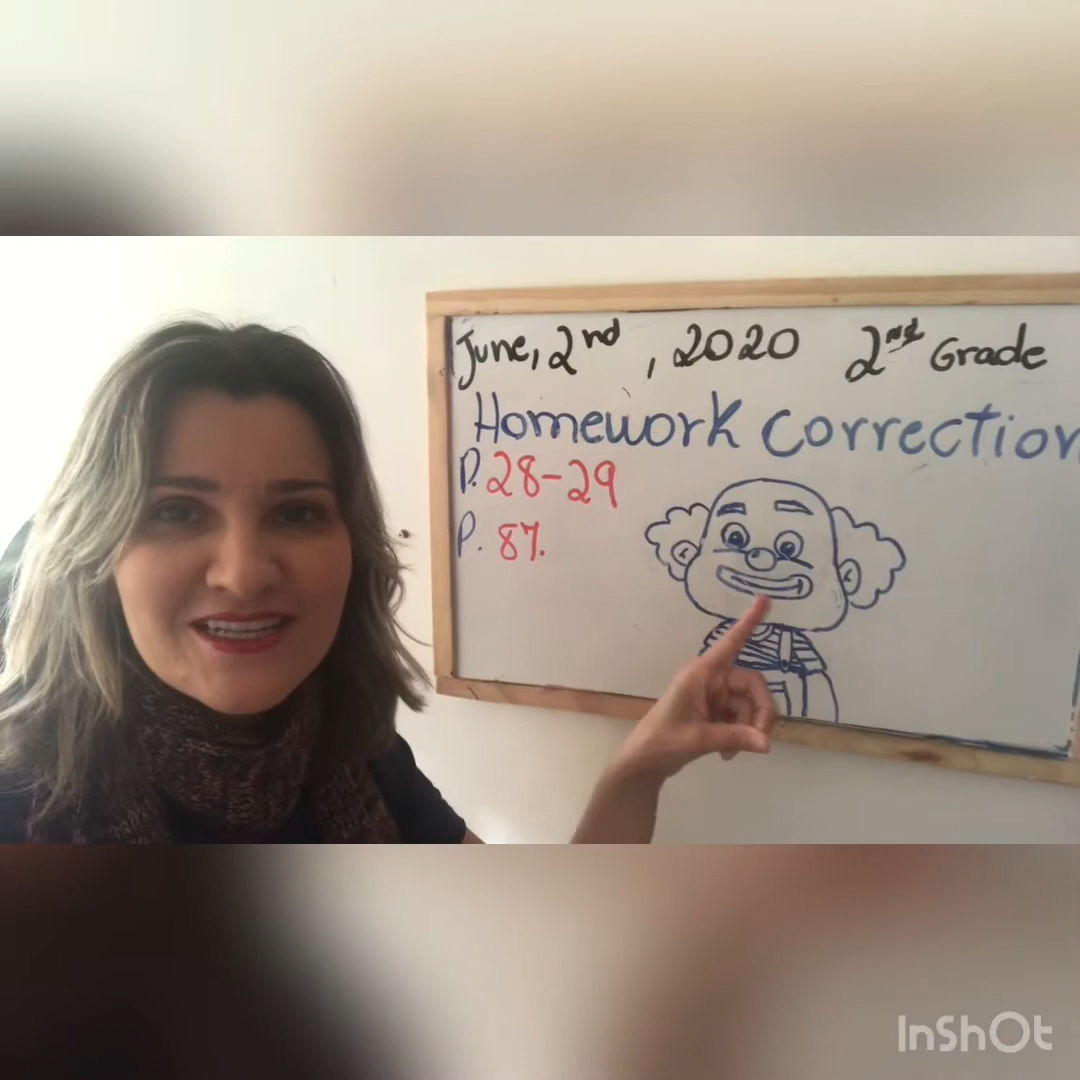 June, 2nd, 2020 2nd Grade
Homework Correction
P. 28-29
P. 87.
InShOt